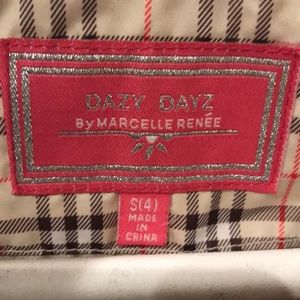 DAZY DAYZ
By MARCELLE RENÉE
S(4)
MADE
IN
CHINA